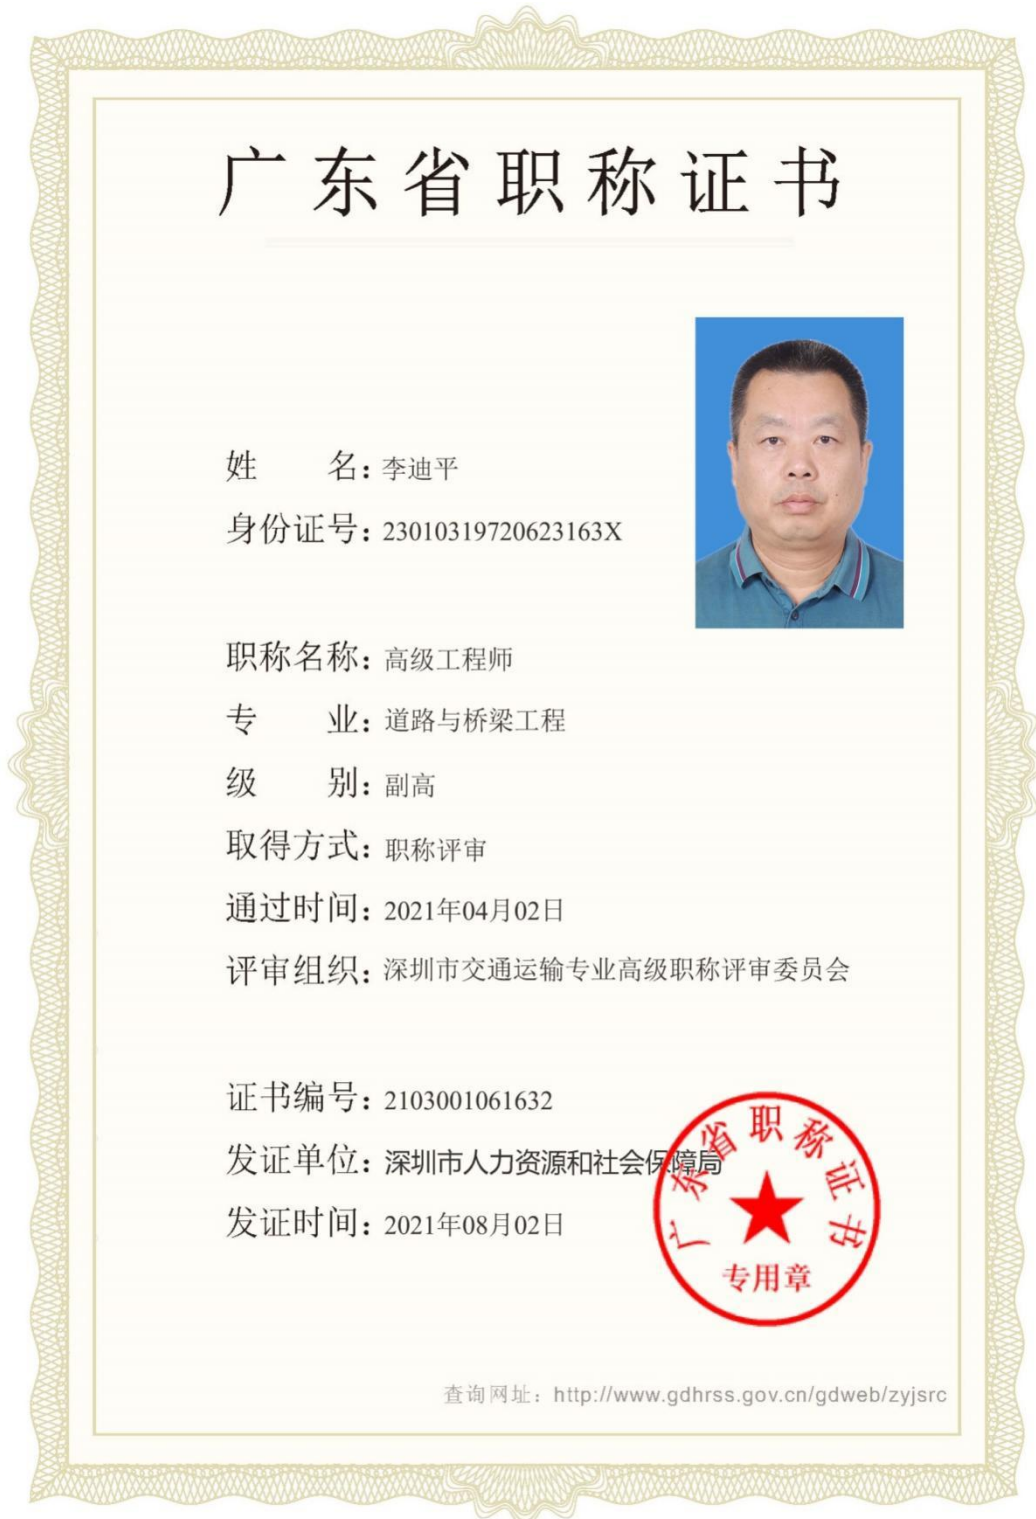 广东省职称证书
姓 名：李迪平
身份证号：23010319720623163X
职称名称：高级工程师
专 业：道路与桥梁工程
级 别：副高
取得方式：职称评审
通过时间：2021年04月02日
评审组织：深圳市交通运输专业高级职称评审委员会
证书编号：2103001061632
发证单位：深圳市人力资源和社会保障局
发证时间：2021年08月02日
广东省职称证书
专用章
查询网址：http://www.gdhrss.gov.cn/gdweb/zyjsrc